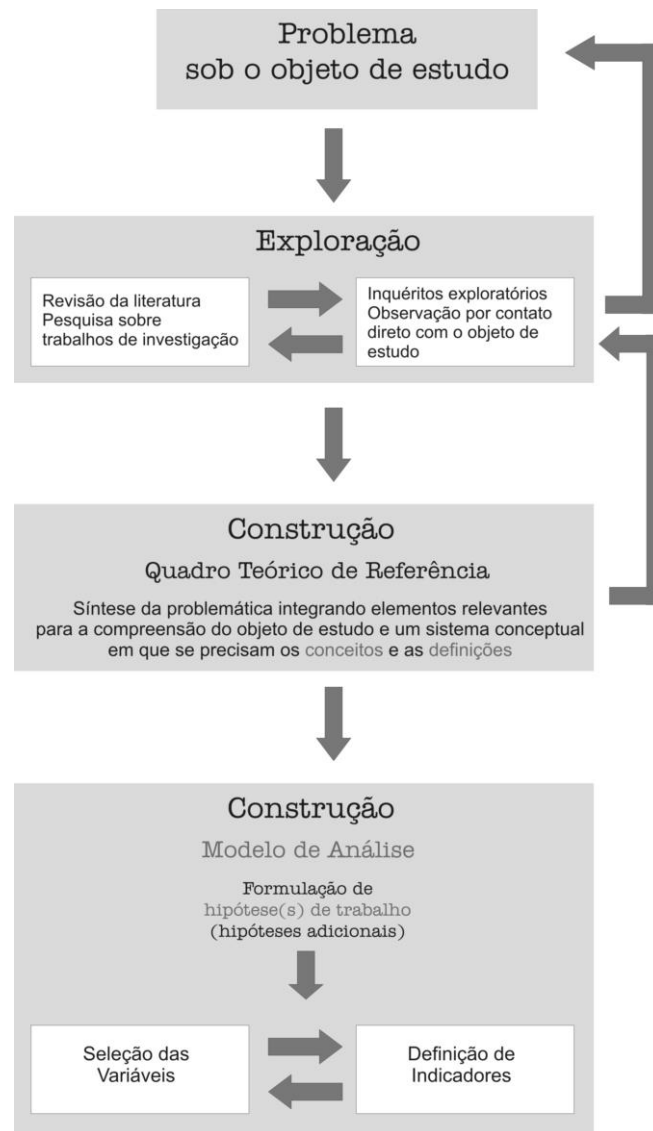 Problema
sob o objeto de estudo
Exploração
Revisão da literatura
Pesquisa sobre
trabalhos de investigação
Inquéritos exploratórios
Observação por contato
direto com o objeto de
estudo
Construção
Quadro Teórico de Referência
Síntese da problemática integrando elementos relevantes
para a compreensão do objeto de estudo e um sistema conceptual
em que se precisam os conceitos e as definições
Construção
Modelo de Análise
Formulação de
hipótese(s) de trabalho
(hipóteses adicionais)
Seleção das
Variáveis
Definição de
Indicadores